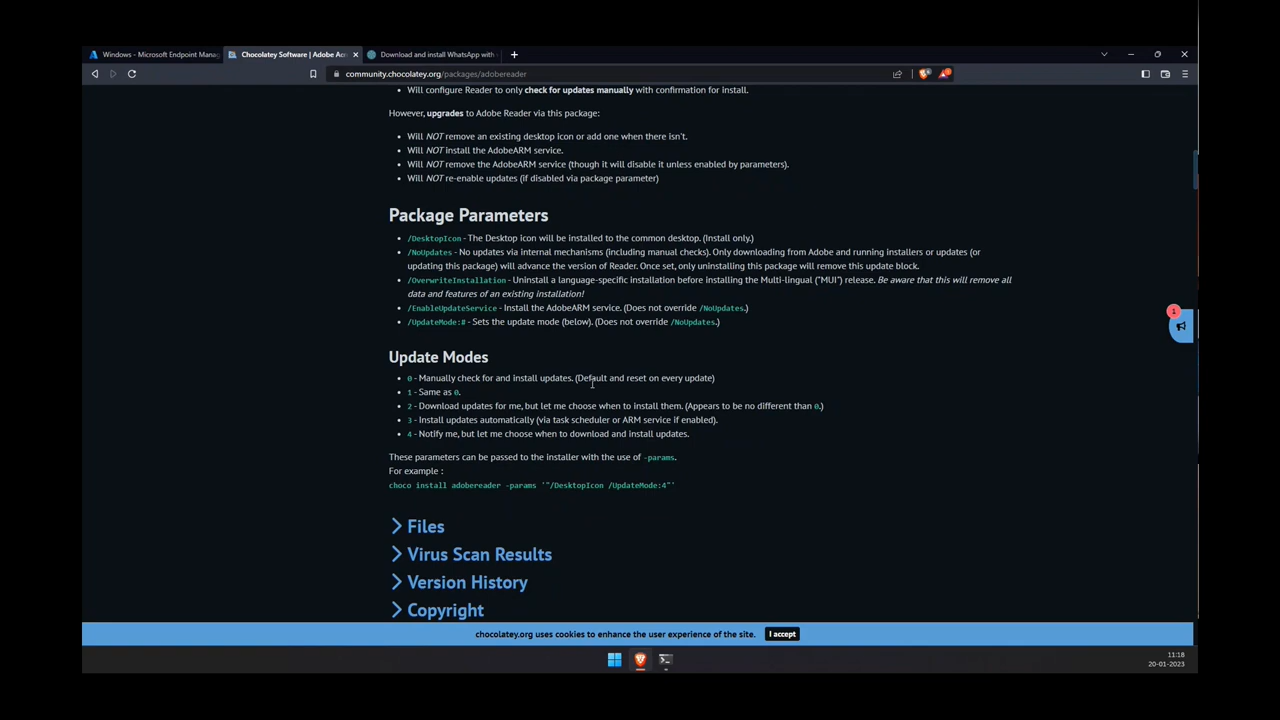 Windows - Microsoft Endpoint Mana
Chocolatey Software | Adobe Acr
Download and install WhatsApp with
community.chocolatey.org/packages/adobereader
• Will configure Reader to only check for updates manually with confirmation for install.
However, upgrades to Adobe Reader via this package:
• Will NOT remove an existing desktop icon or add one when there isn't.
• Will NOT install the AdobeARM service.
• Will NOT remove the AdobeARM service (though it will disable it unless enabled by parameters).
• Will NOT re-enable updates (if disabled via package parameter)
Package Parameters
• /DesktopIcon - The Desktop icon will be installed to the common desktop. (Install only.)
• /NoUpdates - No updates via internal mechanisms (including manual checks). Only downloading from Adobe and running installers or updates (or
updating this package) will advance the version of Reader. Once set, only uninstalling this package will remove this update block.
• /OverwriteInstallation - Uninstall a language-specific installation before installing the Multi-lingual ("MUI") release. Be aware that this will remove all
data and features of an existing installation!
• /EnableUpdateService - Install the AdobeARM service. (Does not override /NoUpdates.)
• /UpdateMode:# - Sets the update mode (below). (Does not override /NoUpdates.)
1
Update Modes
• 0 - Manually check for and install updates. (Default and reset on every update)
• 1 - Same as 0.
• 2 - Download updates for me, but let me choose when to install them. (Appears to be no different than 0.)
• 3 - Install updates automatically (via task scheduler or ARM service if enabled).
• 4 - Notify me, but let me choose when to download and install updates.
These parameters can be passed to the installer with the use of -params.
For example :
choco install adobereader -params '"/DesktopIcon /UpdateMode:4"'
Files
Virus Scan Results
Version History
Copyright
chocolatey.org uses cookies to enhance the user experience of the site. I accept
11:18
20-01-2023